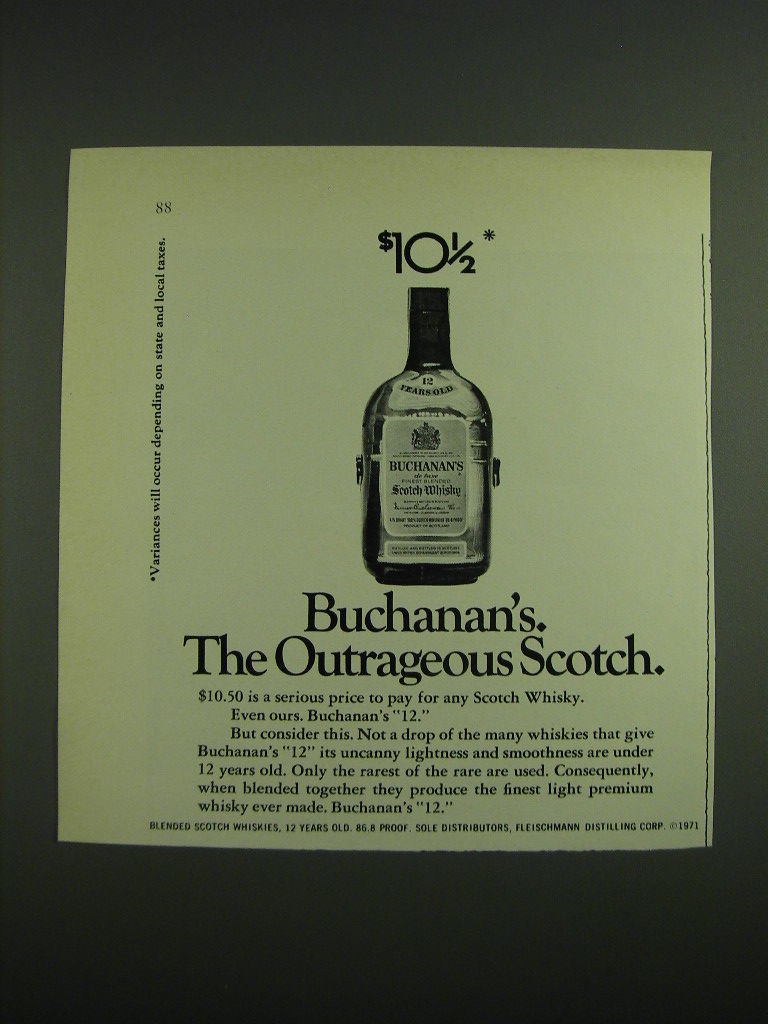 88
*Variances will occur depending on state and local taxes.
$10½*
12
YEARS OLD
BUCHANAN'S
de luxe
FINEST BLENDED
Scotch Whisky
PRODUCT OF SCOTLAND
Buchanan's.
The Outrageous Scotch.
$10.50 is a serious price to pay for any Scotch Whisky.
Even ours. Buchanan's "12."
But consider this. Not a drop of the many whiskies that give
Buchanan's "12" its uncanny lightness and smoothness are under
12 years old. Only the rarest of the rare are used. Consequently,
when blended together they produce the finest light premium
whisky ever made. Buchanan's "12."
BLENDED SCOTCH WHISKIES, 12 YEARS OLD. 86.8 PROOF. SOLE DISTRIBUTORS, FLEISCHMANN DISTILLING CORP. ©1971